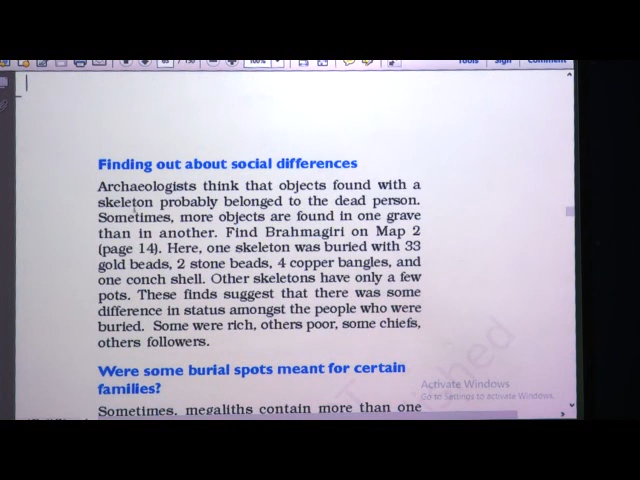 65 / 150
Tools
Sign
Comment
Finding out about social differences
Archaeologists think that objects found with a
skeleton probably belonged to the dead person.
Sometimes, more objects are found in one grave
than in another. Find Brahmagiri on Map 2
(page 14). Here, one skeleton was buried with 33
gold beads, 2 stone beads, 4 copper bangles, and
one conch shell. Other skeletons have only a few
pots. These finds suggest that there was some
difference in status amongst the people who were
buried. Some were rich, others poor, some chiefs,
others followers.
Were some burial spots meant for certain
families?
Activate Windows
Go to Settings to activate Windows.
Sometimes, megaliths contain more than one